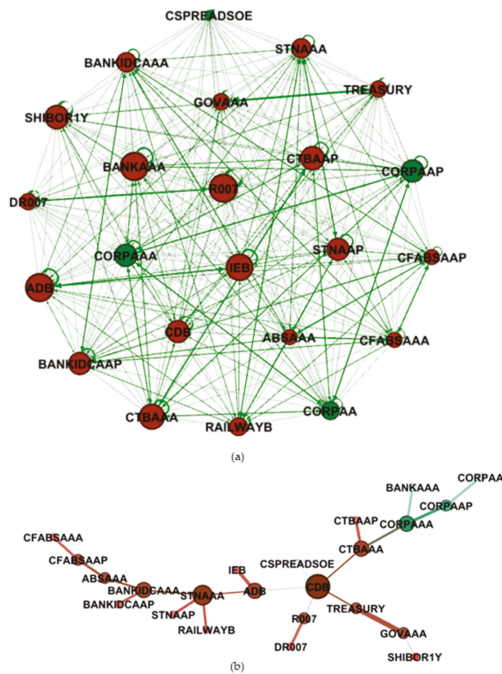 CSPREADSOE
STNAAA
BANKIDCAAA
TREASURY
GOVAAA
SHIBOR1Y
CTBAAP
BANKAAA
CORPAAP
R007
DR007
STNAAP
CORPAAA
CFABSAAP
IEB
ADB
CDB
ABSAAA
CFABSAAA
BANKIDCAAP
CTBAAA
CORPAA
RAILWAYB
(a)
CORPAA
BANKAAA
CORPAAP
CTBAAP
CORPAAA
CFABSAAA
CTBAAA
CFABSAAP
CSPREADSOE
IEB
ABSAAA
CDB
BANKIDCAAA
STNAAA
ADB
BANKIDCAAP
TREASURY
STNAAP
R007
RAILWAYB
GOVAAA
DR007
SHIBOR1Y
(b)